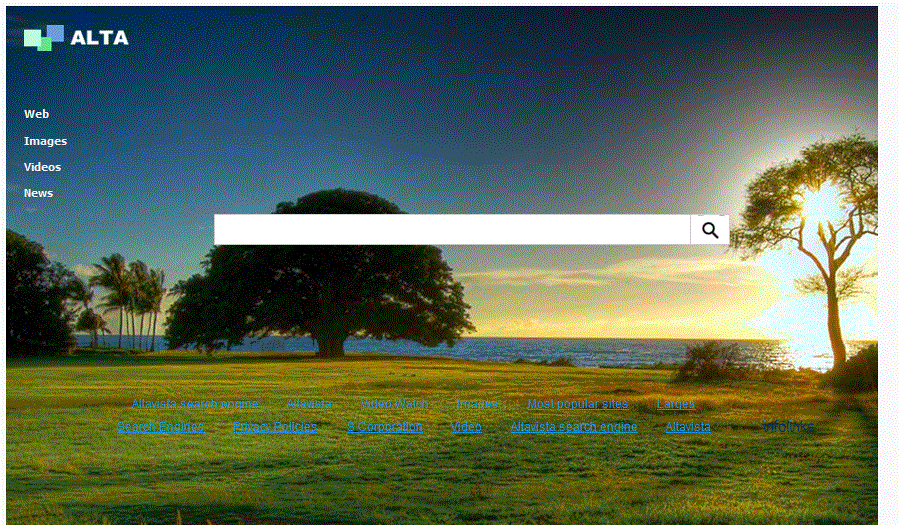 ALTA
Web
Images
Videos
News
Altavista search engine Altavista Video Watch Images Most popular sites Larges
Search Engines Privacy Policies S Corporation Video Altavista search engine Altavista infolinks